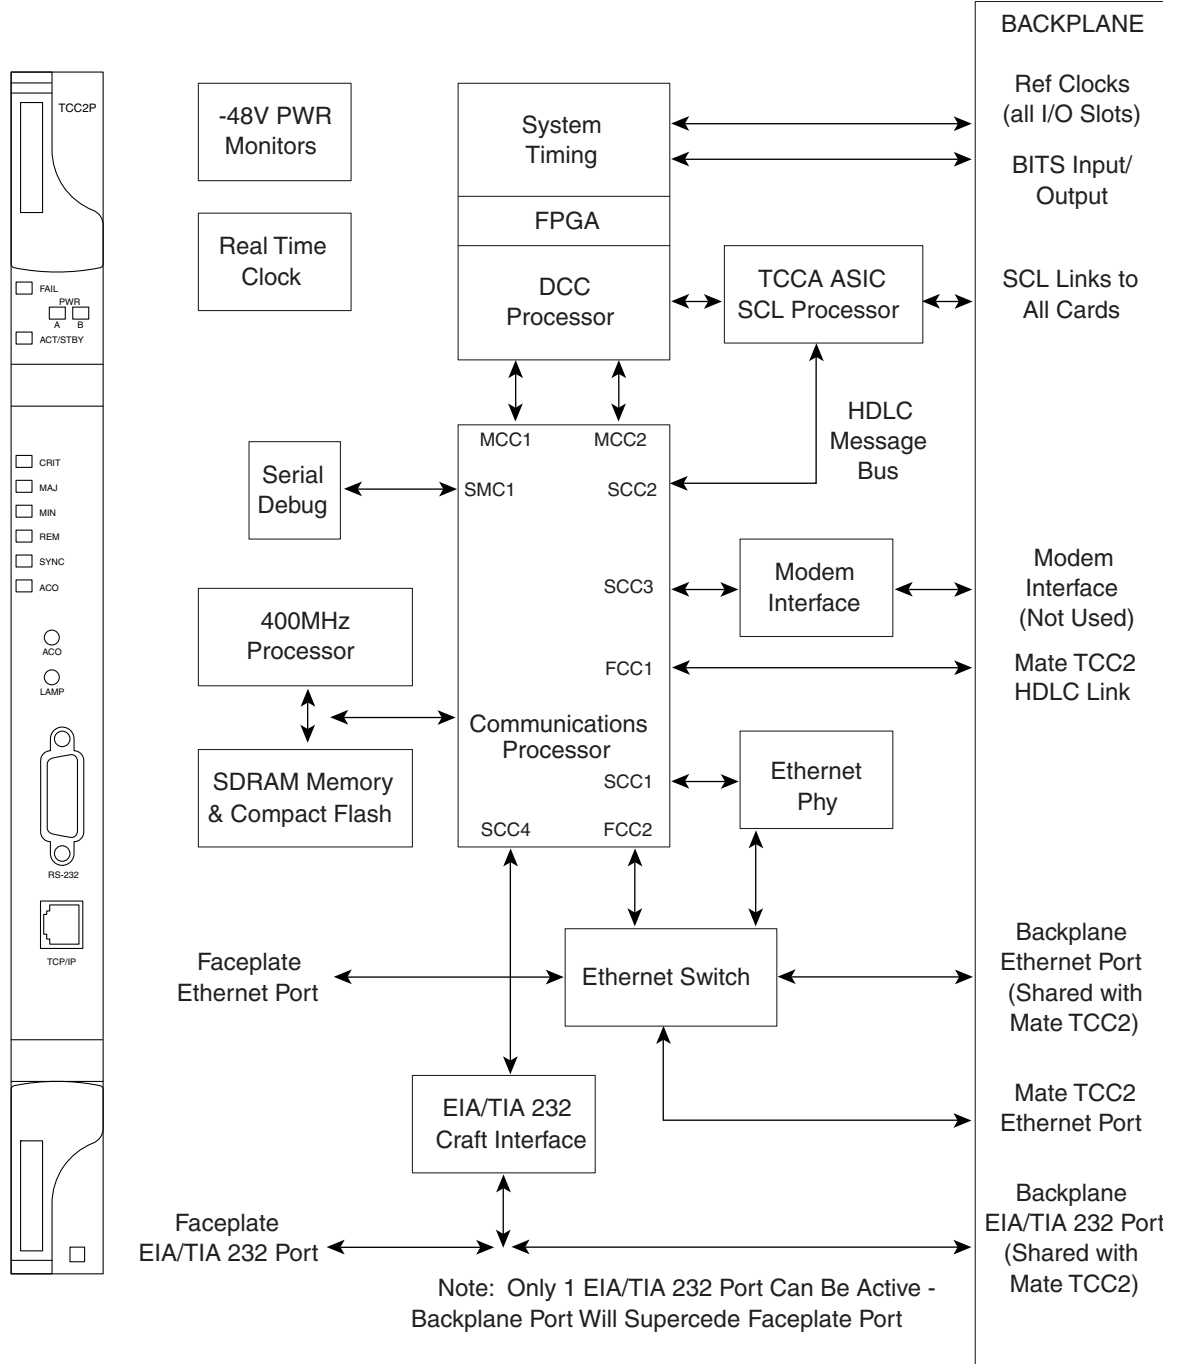 BACKPLANE
TCC2P
FAIL
PWR
A B
ACT/STBY
CRIT
MAJ
MIN
REM
SYNC
ACO
ACO
LAMP
RS-232
TCP/IP
-48V PWR
Monitors
Real Time
Clock
System
Timing
FPGA
DCC
Processor
TCCA ASIC
SCL Processor
Ref Clocks
(all I/O Slots)
BITS Input/
Output
SCL Links to
All Cards
HDLC
Message
Bus
MCC1 MCC2
SMC1 SCC2
Serial
Debug
SCC3
Modem
Interface
Modem
Interface
(Not Used)
400MHz
Processor
FCC1
Mate TCC2
HDLC Link
Communications
Processor
SDRAM Memory
& Compact Flash
SCC1
Ethernet
Phy
SCC4 FCC2
Faceplate
Ethernet Port
Ethernet Switch
Backplane
Ethernet Port
(Shared with
Mate TCC2)
EIA/TIA 232
Craft Interface
Mate TCC2
Ethernet Port
Faceplate
EIA/TIA 232 Port
Backplane
EIA/TIA 232 Port
(Shared with
Mate TCC2)
Note: Only 1 EIA/TIA 232 Port Can Be Active -
Backplane Port Will Supercede Faceplate Port